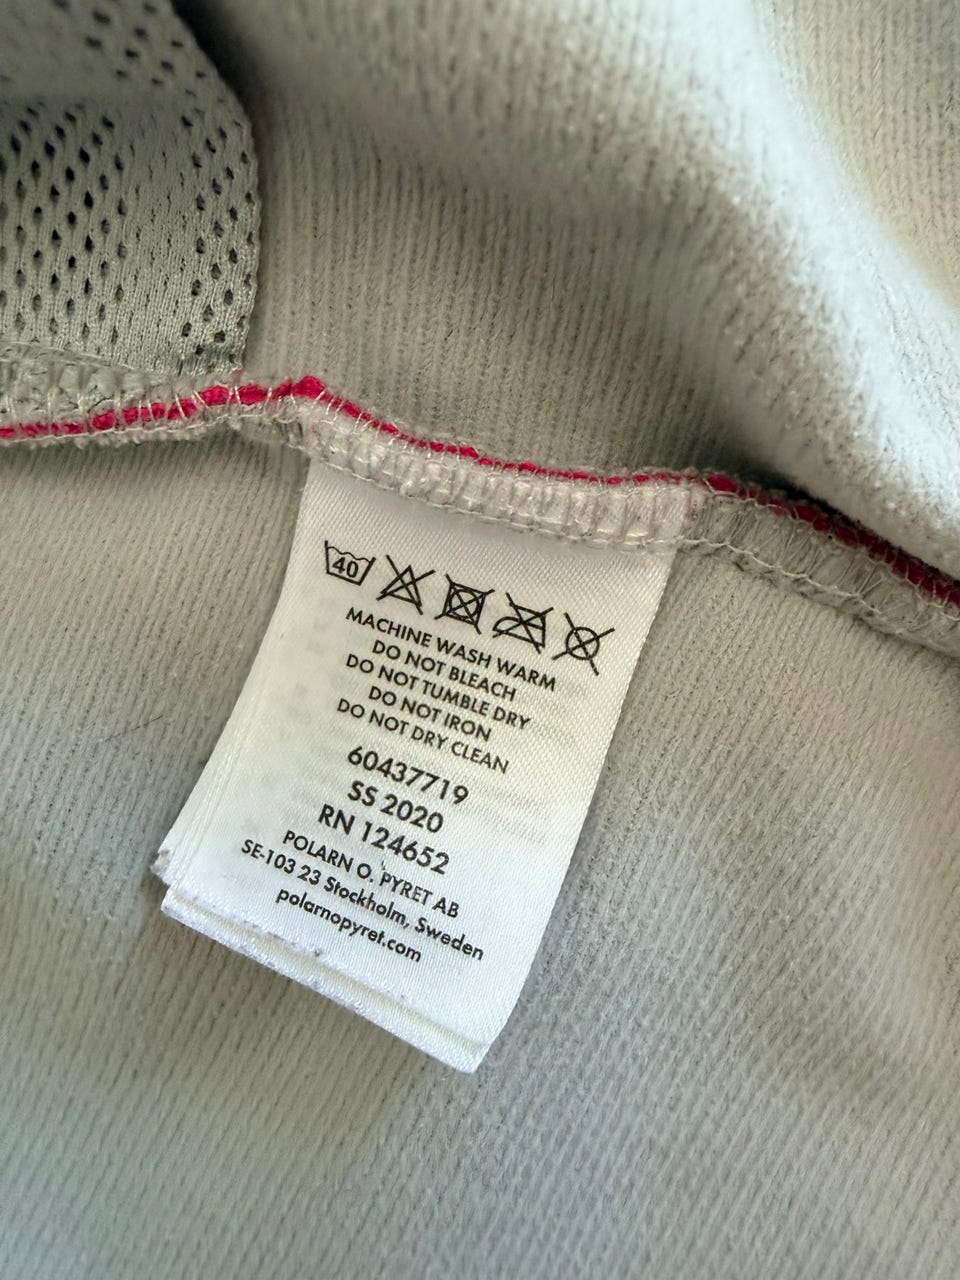 40
MACHINE WASH WARM
DO NOT BLEACH
DO NOT TUMBLE DRY
DO NOT IRON
DO NOT DRY CLEAN
60437719
SS 2020
RN 124652
POLARN O. PYRET AB
SE-103 23 Stockholm, Sweden
polarnopyret.com